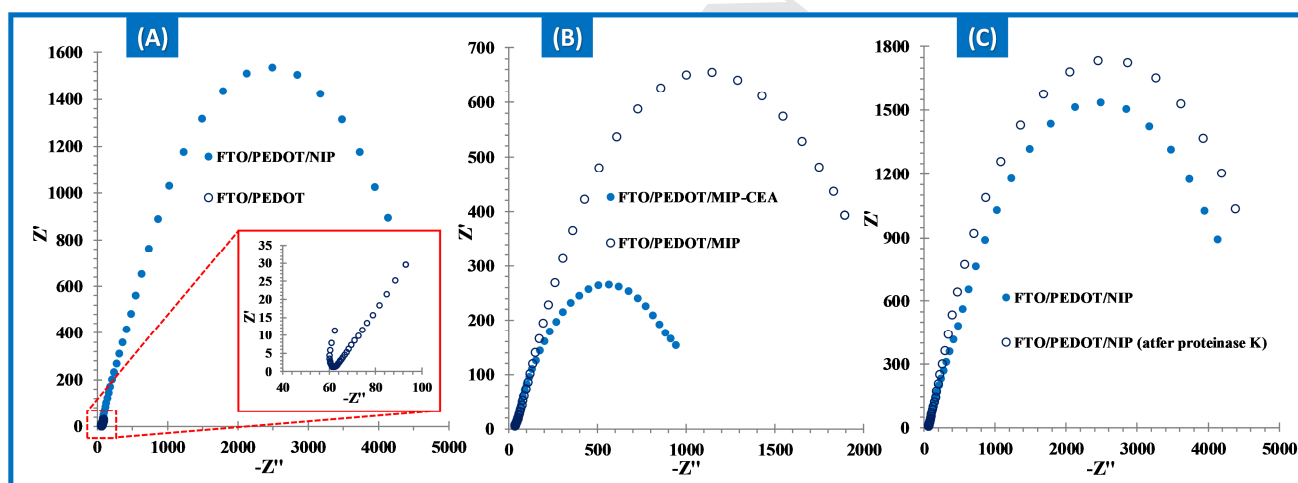 (A)
1600
1400
1200
1000
800
600
400
200
0
Z'
FTO/PEDOT/NIP
FTO/PEDOT
35
30
25
20
15
10
5
0
Z'
40 60 80 100
-Z''
0 1000 2000 3000 4000 5000
-Z''
(B)
700
600
500
400
300
200
100
0
Z'
FTO/PEDOT/MIP-CEA
FTO/PEDOT/MIP
0 500 1000 1500 2000
-Z''
(C)
1800
1500
1200
900
600
300
0
Z'
FTO/PEDOT/NIP
FTO/PEDOT/NIP (atfer proteinase K)
0 1000 2000 3000 4000 5000
-Z''